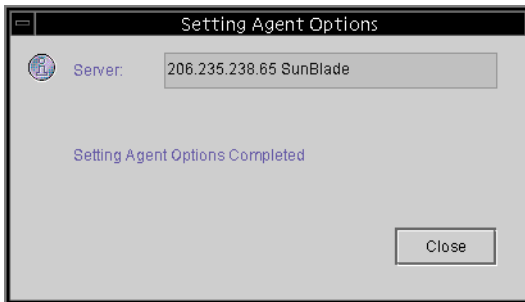 Setting Agent Options
Server: 206.235.238.65 SunBlade
Setting Agent Options Completed
Close